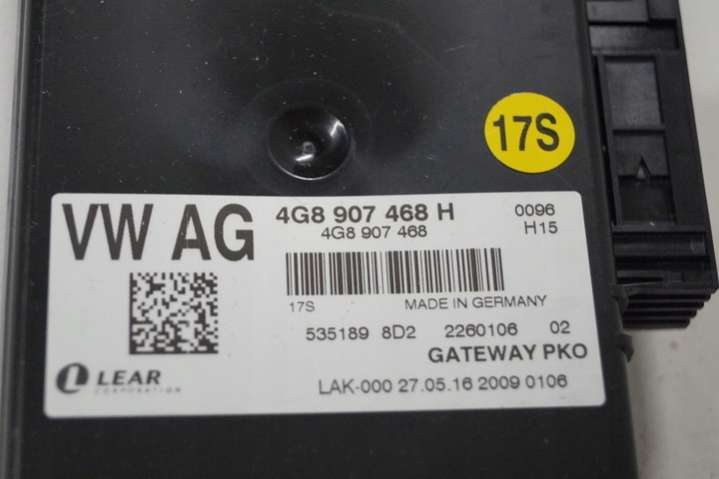 17S
VW AG
4G8 907 468 H
0096
4G8 907 468
H15
17S
MADE IN GERMANY
535189 8D2 2260106 02
GATEWAY PKO
LEAR
CORPORATION
LAK-000 27.05.16 2009 0106